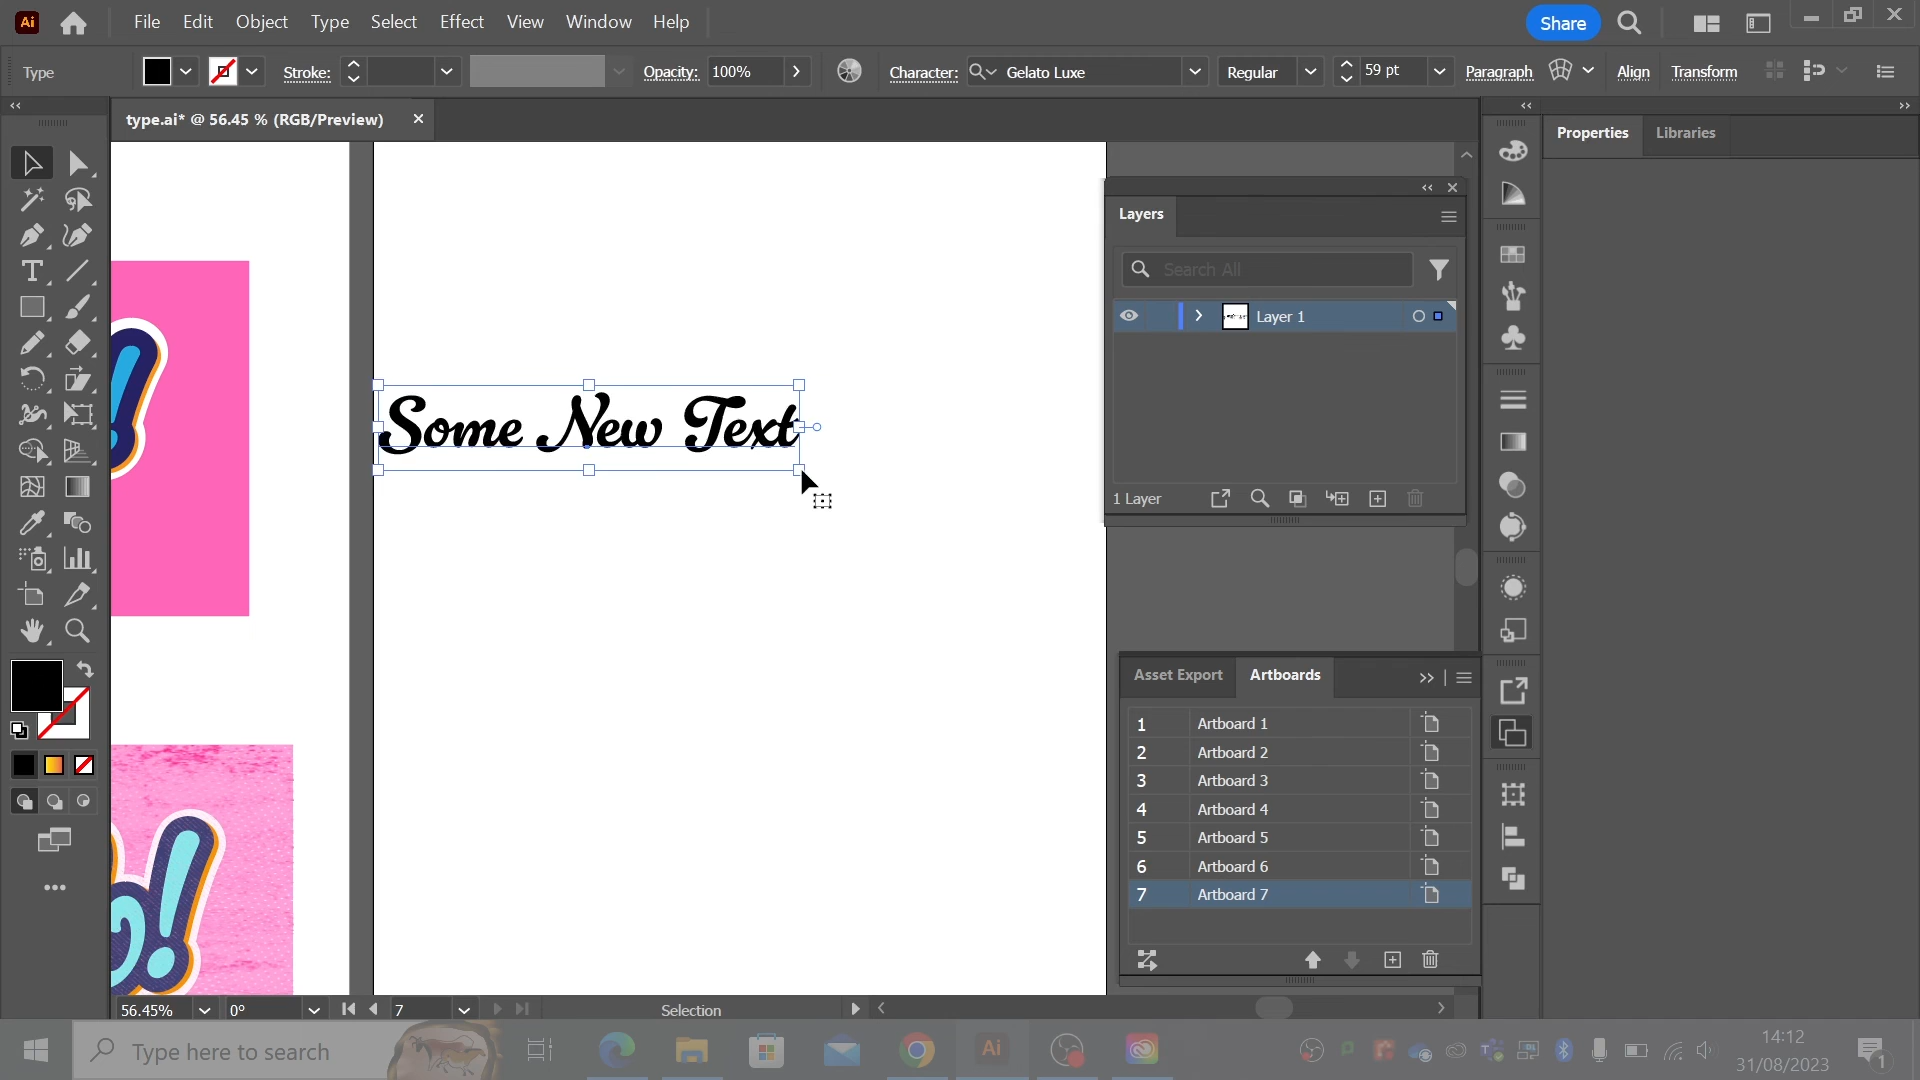 Ai File Edit Object Type Select Effect View Window Help Share
Type Stroke: Opacity: 100% Character: Gelato Luxe Regular 59 pt Paragraph Align Transform
type.ai* @ 56.45 % (RGB/Preview)
Properties Libraries
Layers
Search All
Layer 1
Some New Text
1 Layer
Asset Export Artboards
1 Artboard 1
2 Artboard 2
3 Artboard 3
4 Artboard 4
5 Artboard 5
6 Artboard 6
7 Artboard 7
56.45% 0° 7 Selection
Type here to search
Ai
14:12
31/08/2023
1